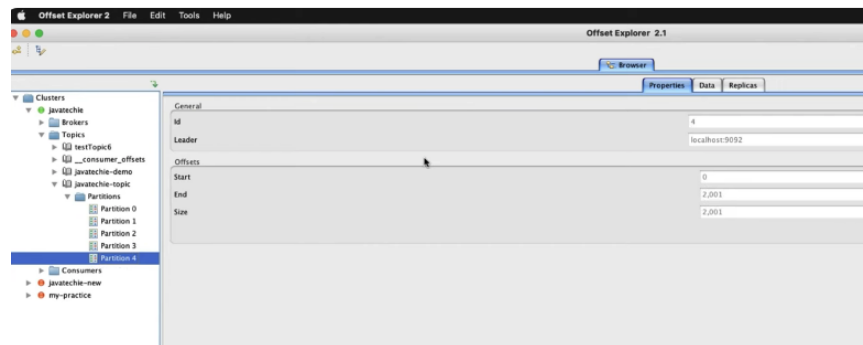 Offset Explorer 2 File Edit Tools Help
Offset Explorer 2.1
Browser
Properties Data Replicas
Clusters
javatechie
Brokers
Topics
testTopic6
__consumer_offsets
javatechie-demo
javatechie-topic
Partitions
Partition 0
Partition 1
Partition 2
Partition 3
Partition 4
Consumers
javatechie-new
my-practice
General
Id 4
Leader localhost:9092
Offsets
Start 0
End 2,001
Size 2,001